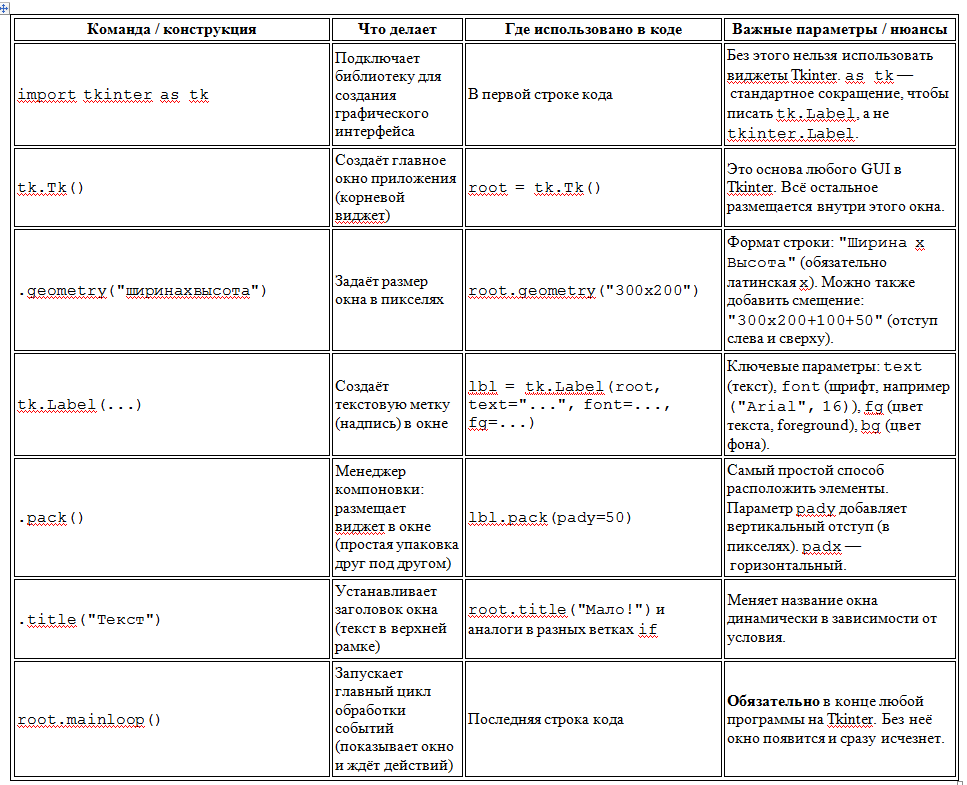 Команда / конструкция
Что делает
Где использовано в коде
Важные параметры / нюансы
import tkinter as tk
Подключает
библиотеку для
создания
графического
интерфейса
В первой строке кода
Без этого нельзя использовать
виджеты Tkinter. as tk —
стандартное сокращение, чтобы
писать tk.Label, а не
tkinter.Label.
tk.Tk()
Создаёт главное
окно приложения
(корневой
виджет)
root = tk.Tk()
Это основа любого GUI в
Tkinter. Всё остальное
размещается внутри этого окна.
.geometry("ширинахвысота")
Задаёт размер
окна в пикселях
root.geometry("300x200")
Формат строки: "Ширина x
Высота" (обязательно
латинская x). Можно также
добавить смещение:
"300x200+100+50" (отступ
слева и сверху).
tk.Label(...)
Создаёт
текстовую метку
(надпись) в окне
lbl = tk.Label(root,
text="...", font=...,
fg=...)
Ключевые параметры: text
(текст), font (шрифт, например
("Arial", 16)), fg (цвет
текста, foreground), bg (цвет
фона).
.pack()
Менеджер
компоновки:
размещает
виджет в окне
(простая упаковка
друг под другом)
lbl.pack(pady=50)
Самый простой способ
расположить элементы.
Параметр pady добавляет
вертикальный отступ (в
пикселях). padx —
горизонтальный.
.title("Текст")
Устанавливает
заголовок окна
(текст в верхней
рамке)
root.title("Мало!") и
аналоги в разных ветках if
Меняет название окна
динамически в зависимости от
условия.
root.mainloop()
Запускает
главный цикл
обработки
событий
(показывает окно
и ждёт действий)
Последняя строка кода
Обязательно в конце любой
программы на Tkinter. Без неё
окно появится и сразу исчезнет.